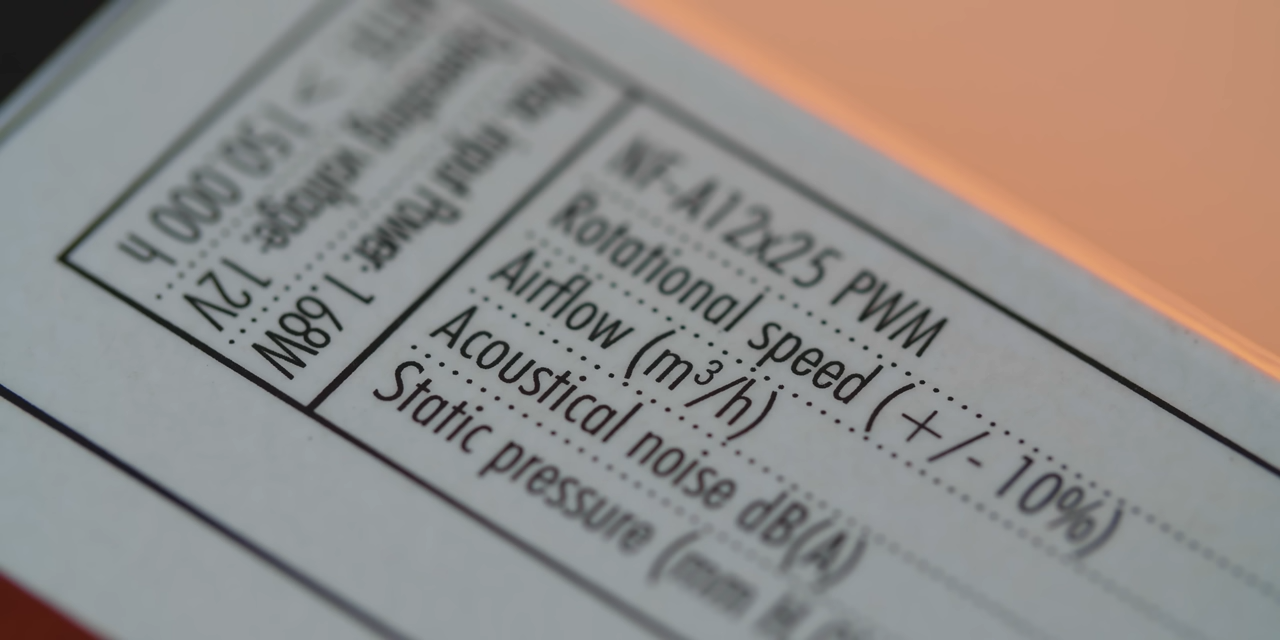 Max. input Power: 1.68W
Operating voltage: 12V
> 150 000 h
NF-A12x25 PWM
Rotational speed (+/- 10%)
Airflow (m³/h)
Acoustical noise dB(A)
Static pressure (mm H